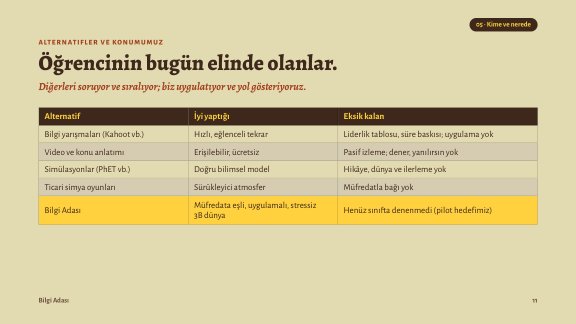 05 · Kime ve nerede
ALTERNATIFLER VE KONUMUMUZ
Öğrencinin bugün elinde olanlar.
Diğerleri soruyor ve sıralıyor; biz uygulatıyor ve yol gösteriyoruz.
Alternatif İyi yaptığı Eksik kalan
Bilgi yarışmaları (Kahoot vb.) Hızlı, eğlenceli tekrar Liderlik tablosu, süre baskısı; uygulama yok
Video ve konu anlatımı Erişilebilir, ücretsiz Pasif izleme; dener, yanılırsın yok
Simülasyonlar (PhET vb.) Doğru bilimsel model Hikâye, dünya ve ilerleme yok
Ticari simya oyunları Sürükleyici atmosfer Müfredatla bağı yok
Bilgi Adası Müfredata eşli, uygulamalı, stressiz Henüz sınıfta denenmedi (pilot hedefimiz)
3B dünya
Bilgi Adası 11